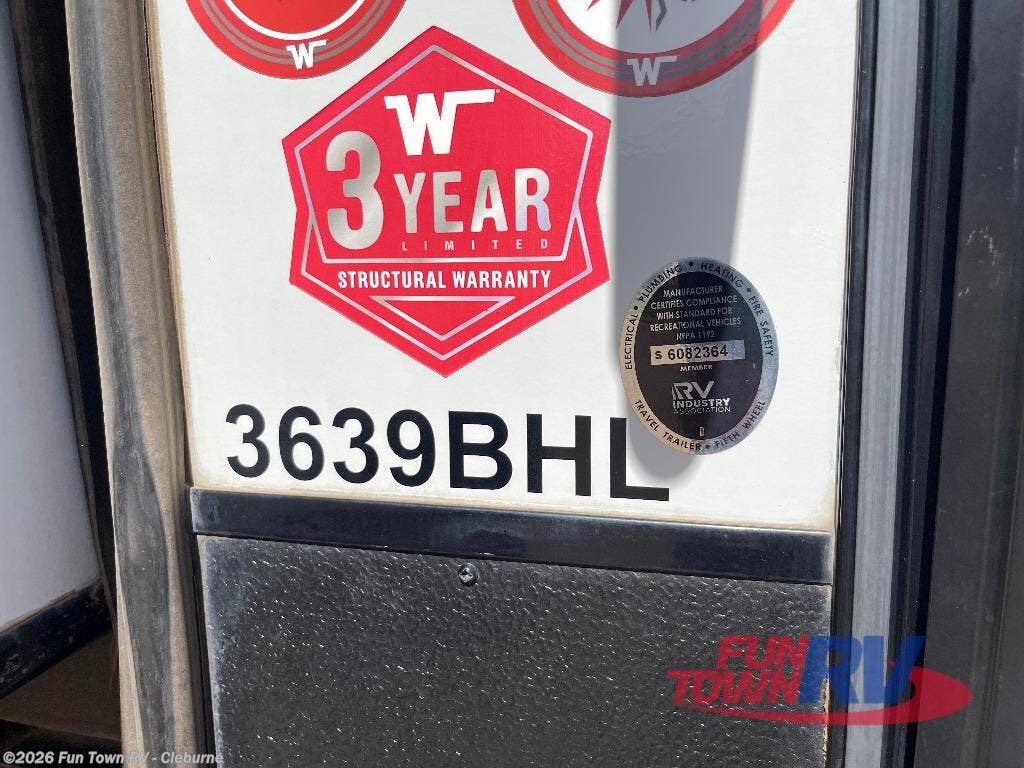 W
W
W
3 YEAR
LIMITED
STRUCTURAL WARRANTY
ELECTRICAL • PLUMBING • HEATING • FIRE SAFETY
MANUFACTURER
CERTIFIES COMPLIANCE
WITH STANDARD FOR
RECREATIONAL VEHICLES
NFPA 1192
S 6082364
MEMBER
RV
INDUSTRY
ASSOCIATION
TRAVEL TRAILER • FIFTH WHEEL
3639BHL
FUN
TOWN RV
©2026 Fun Town RV - Cleburne